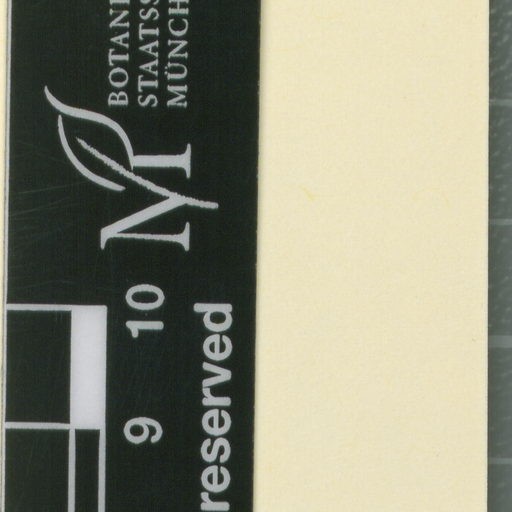 BOTANI
STAATSS
MÜNCH
M
9 10
reserved